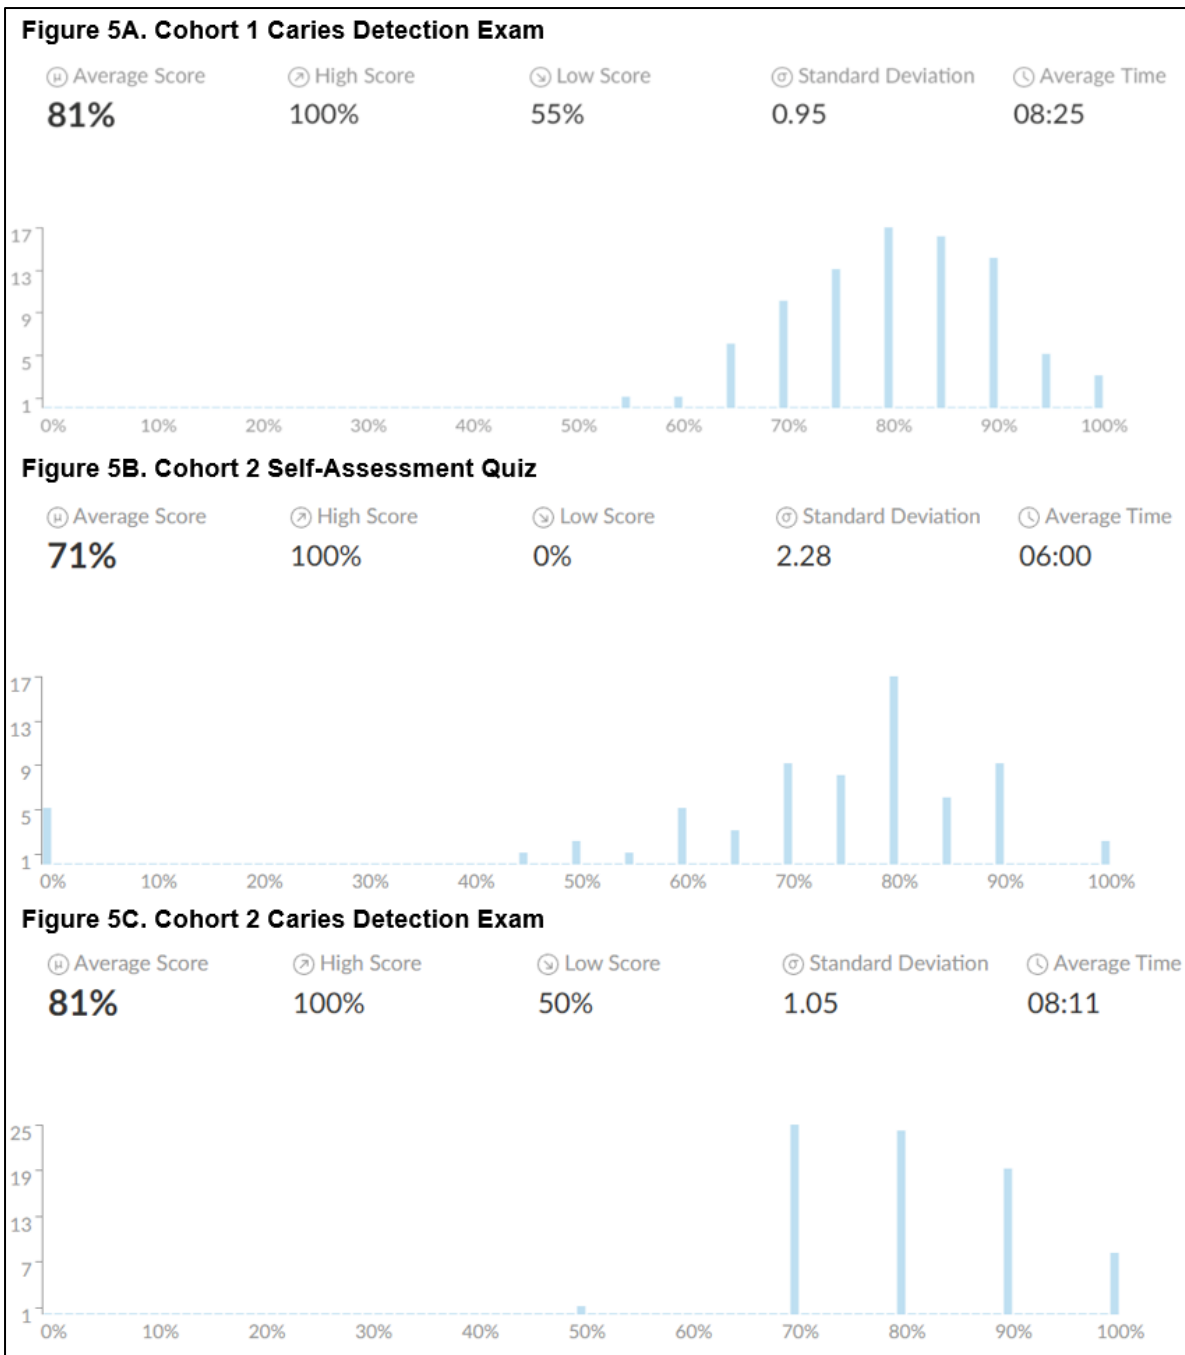 Figure 5A. Cohort 1 Caries Detection Exam
μ Average Score High Score Low Score σ Standard Deviation Average Time
81% 100% 55% 0.95 08:25
17
13
9
5
1
0% 10% 20% 30% 40% 50% 60% 70% 80% 90% 100%
Figure 5B. Cohort 2 Self-Assessment Quiz
μ Average Score High Score Low Score σ Standard Deviation Average Time
71% 100% 0% 2.28 06:00
17
13
9
5
1
0% 10% 20% 30% 40% 50% 60% 70% 80% 90% 100%
Figure 5C. Cohort 2 Caries Detection Exam
μ Average Score High Score Low Score σ Standard Deviation Average Time
81% 100% 50% 1.05 08:11
25
19
13
7
1
0% 10% 20% 30% 40% 50% 60% 70% 80% 90% 100%